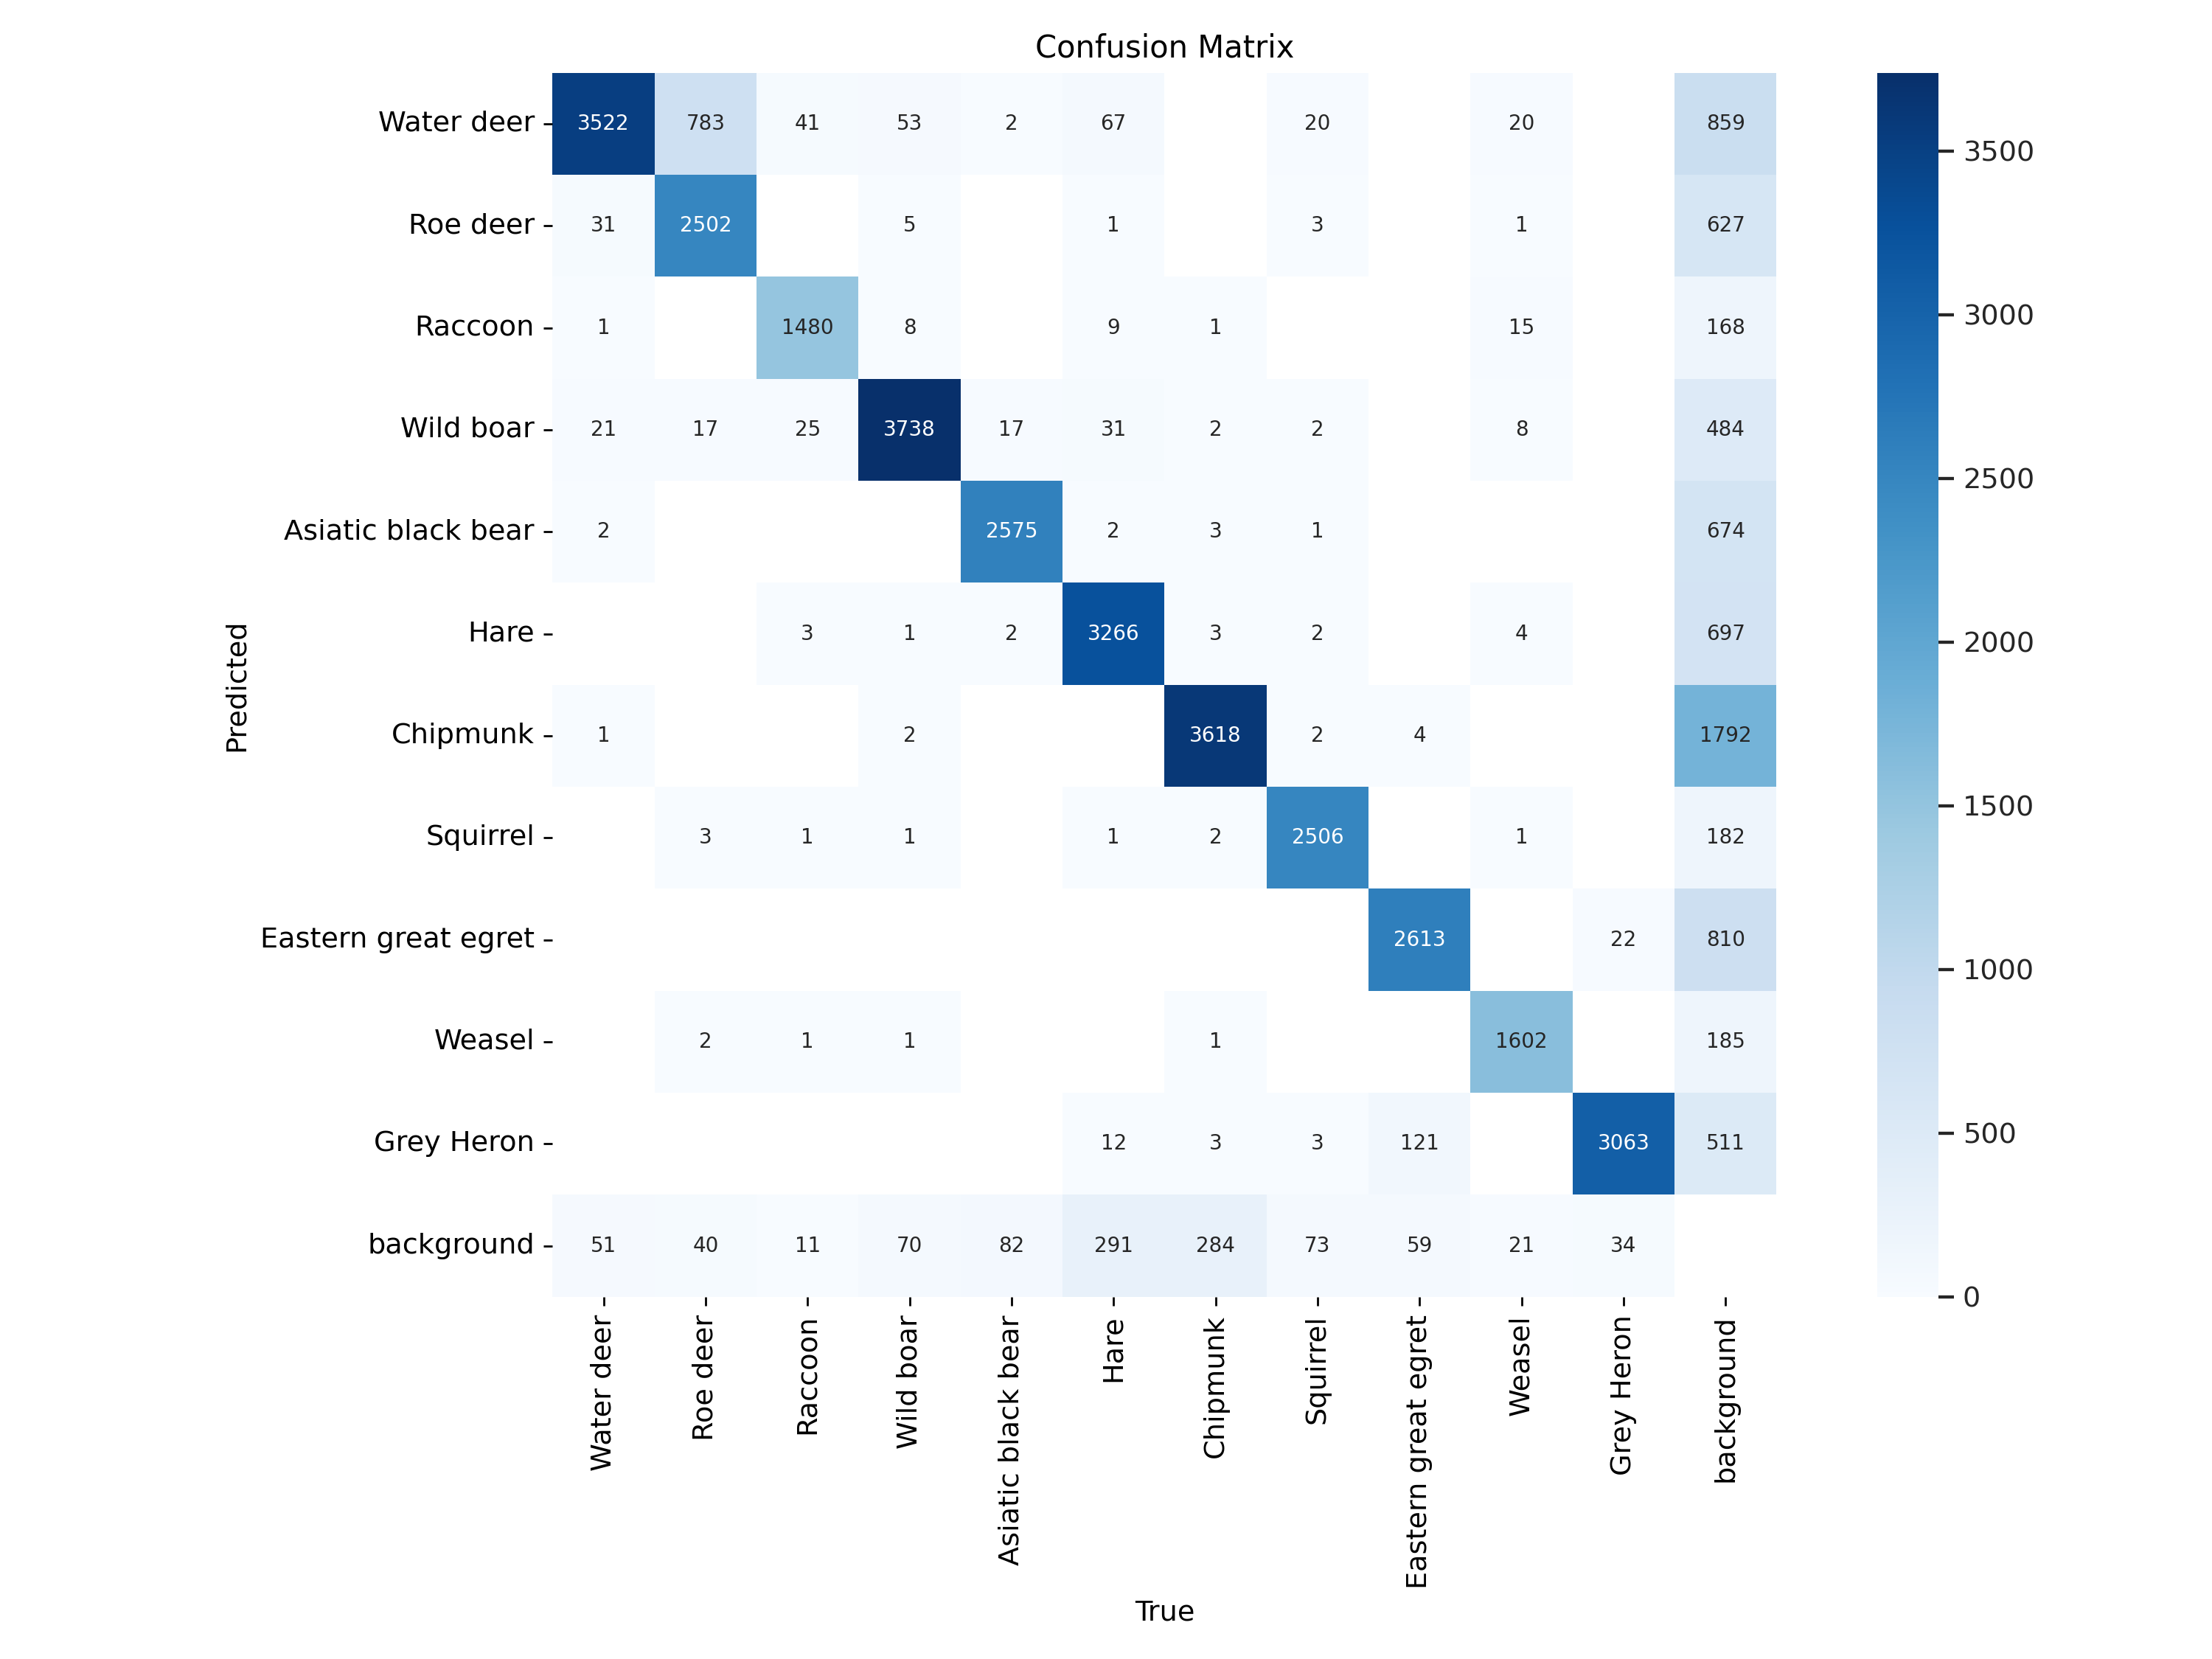 Confusion Matrix
Water deer 3522 783 41 53 2 67 20 20 859
Roe deer 31 2502 5 1 3 1 627
Raccoon 1 1480 8 9 1 15 168
Wild boar 21 17 25 3738 17 31 2 2 8 484
Asiatic black bear 2 2575 2 3 1 674
Hare 3 1 2 3266 3 2 4 697
Chipmunk 1 2 3618 2 4 1792
Squirrel 3 1 1 1 2 2506 1 182
Eastern great egret 2613 22 810
Weasel 2 1 1 1 1602 185
Grey Heron 12 3 3 121 3063 511
background 51 40 11 70 82 291 284 73 59 21 34
Predicted
Water deer
Roe deer
Raccoon
Wild boar
Asiatic black bear
Hare
Chipmunk
Squirrel
Eastern great egret
Weasel
Grey Heron
background
True
3500
3000
2500
2000
1500
1000
500
0